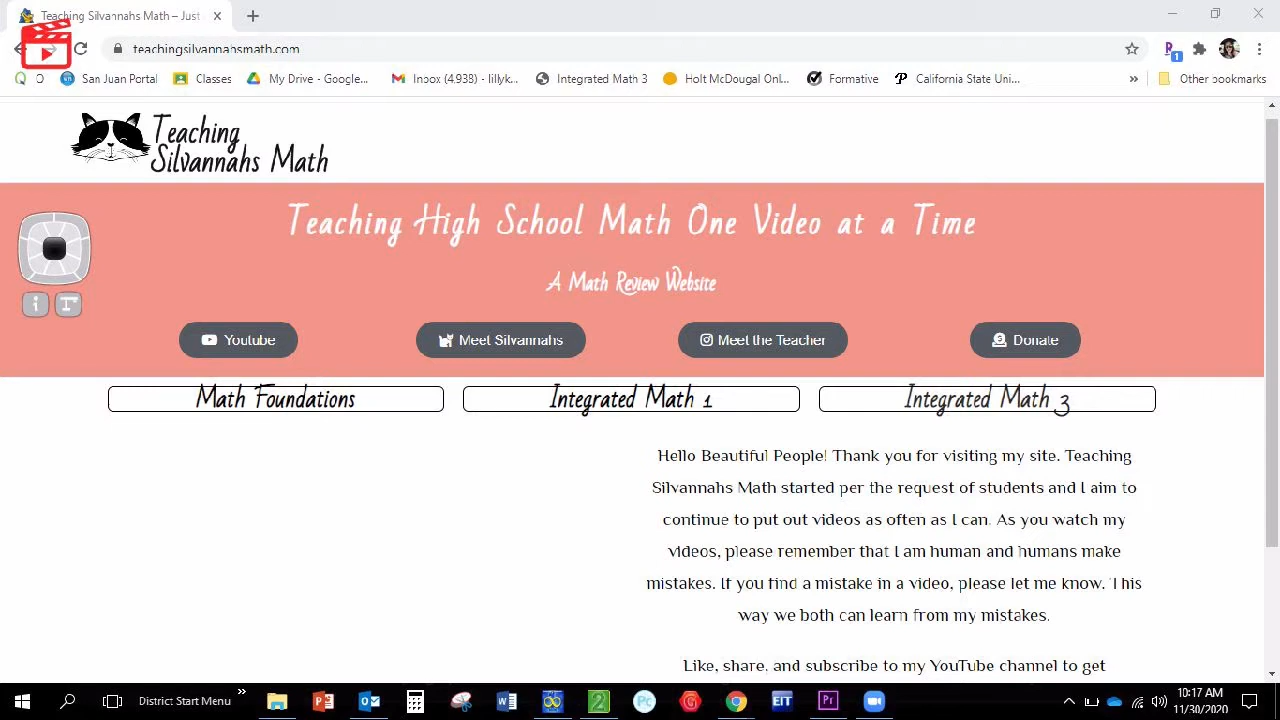 Teaching Silvannahs Math – Just
teachingsilvannahsmath.com
1
San Juan Portal
Classes
My Drive - Google...
Inbox (4,938) - lillyk...
Integrated Math 3
Holt McDougal Onl...
Formative
California State Uni...
Other bookmarks
Teaching
Silvannahs Math
Teaching High School Math One Video at a Time
A Math Review Website
Youtube
Meet Silvannahs
Meet the Teacher
Donate
Math Foundations
Integrated Math 1
Integrated Math 3
Hello Beautiful People! Thank you for visiting my site. Teaching
Silvannahs Math started per the request of students and I aim to
continue to put out videos as often as I can. As you watch my
videos, please remember that I am human and humans make
mistakes. If you find a mistake in a video, please let me know. This
way we both can learn from my mistakes.
Like, share, and subscribe to my YouTube channel to get
District Start Menu
EIT
Pr
10:17 AM
11/30/2020